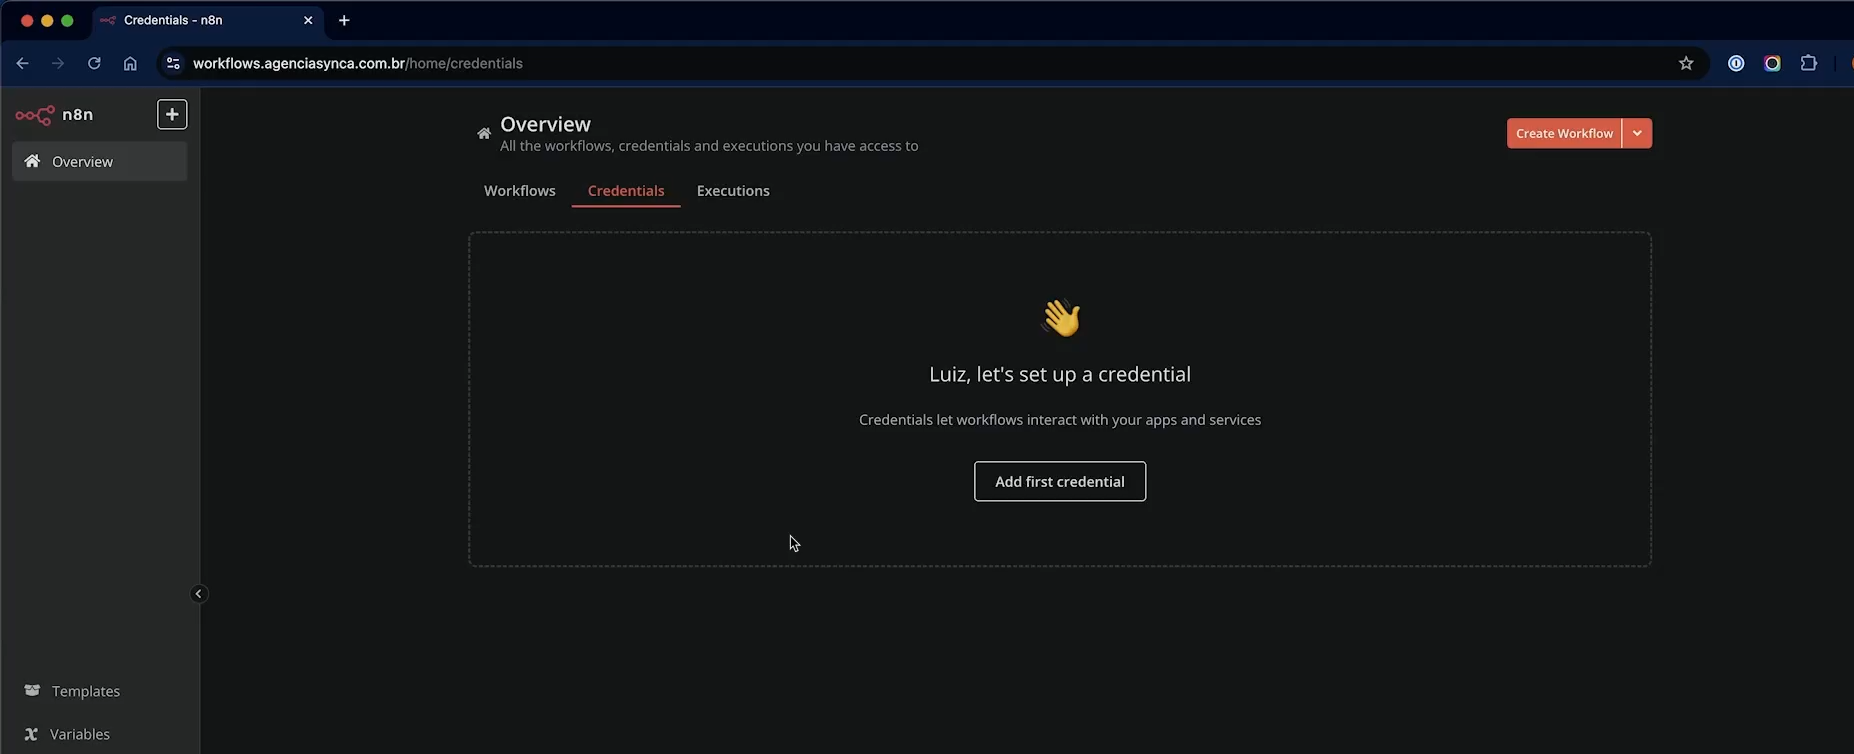 Credentials - n8n
workflows.agenciasynca.com.br/home/credentials
n8n
Overview
Templates
Variables
Overview
All the workflows, credentials and executions you have access to
Create Workflow
Workflows
Credentials
Executions
Luiz, let's set up a credential
Credentials let workflows interact with your apps and services
Add first credential